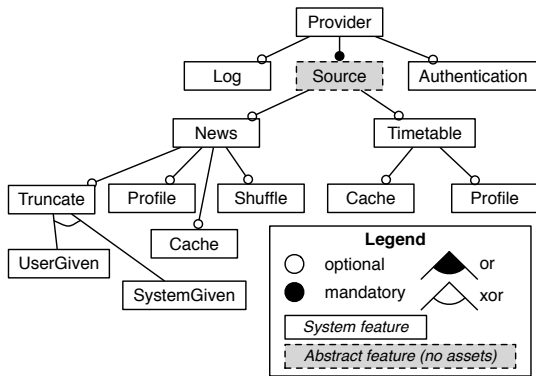 Provider
Log Source Authentication
News Timetable
Truncate Profile Shuffle Cache Profile
Cache
UserGiven
SystemGiven
Legend
optional or
mandatory xor
System feature
Abstract feature (no assets)